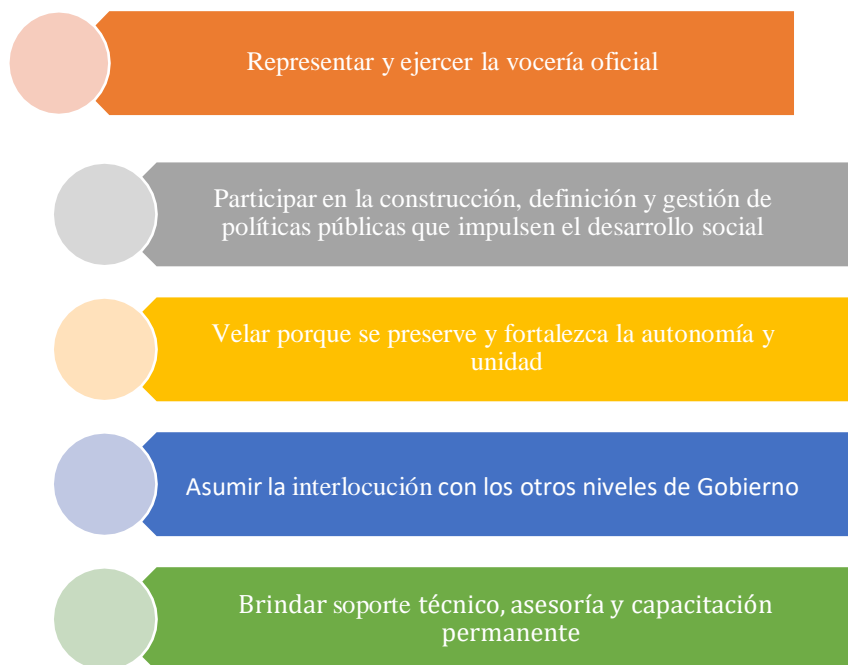 Representar y ejercer la vocería oficial
Participar en la construcción, definición y gestión de
políticas públicas que impulsen el desarrollo social
Velar porque se preserve y fortalezca la autonomía y
unidad
Asumir la interlocución con los otros niveles de Gobierno
Brindar soporte técnico, asesoría y capacitación
permanente